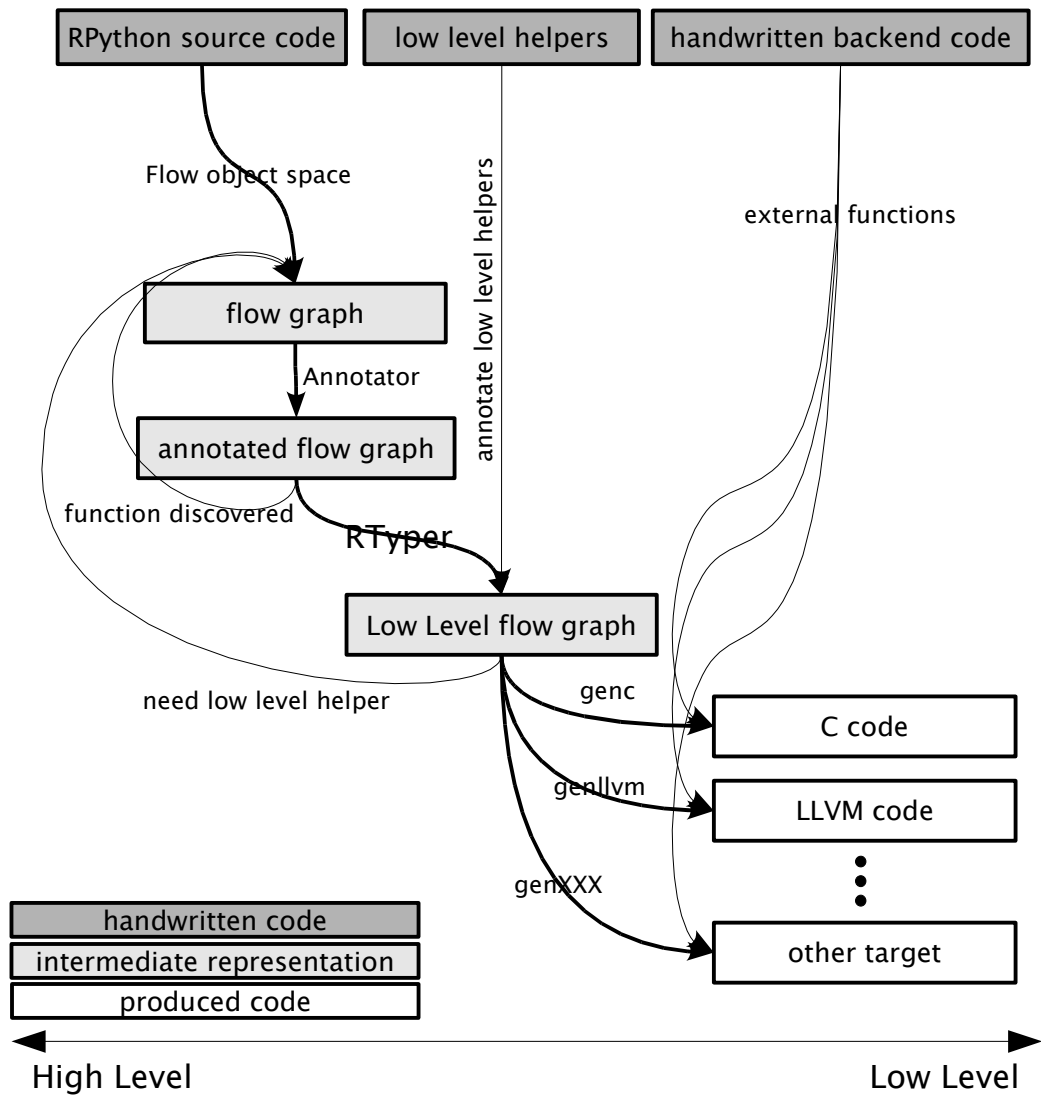 RPython source code
low level helpers
handwritten backend code
Flow object space
annotate low level helpers
external functions
flow graph
Annotator
annotated flow graph
function discovered
RTyper
Low Level flow graph
genc
need low level helper
C code
genllvm
LLVM code
genXXX
other target
handwritten code
intermediate representation
produced code
High Level
Low Level